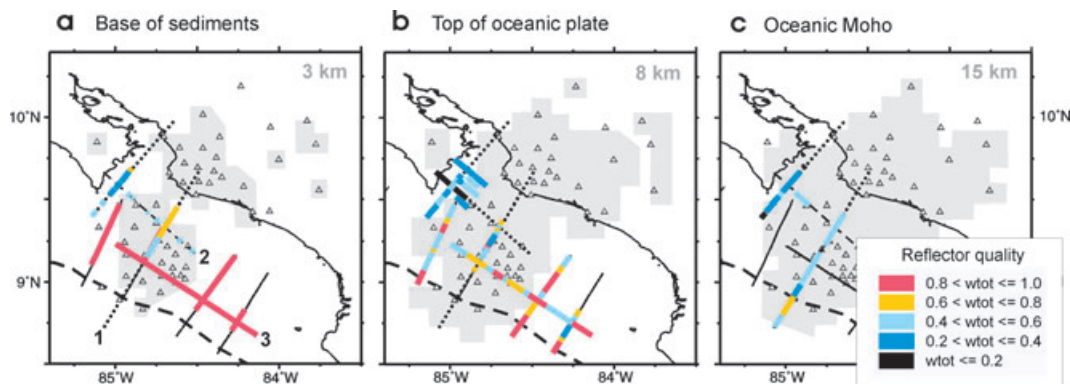 a Base of sediments
b Top of oceanic plate
c Oceanic Moho
3 km
8 km
15 km
10°N
10°N
2
9°N
1
3
85°W
84°W
85°W
84°W
85°W
Reflector quality
0.8 < wtot <= 1.0
0.6 < wtot <= 0.8
0.4 < wtot <= 0.6
0.2 < wtot <= 0.4
wtot <= 0.2